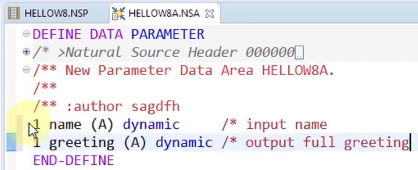 HELLOW8.NSP HELLOW8A.NSA
DEFINE DATA PARAMETER
/* >Natural Source Header 000000
/** New Parameter Data Area HELLOW8A.
/**
/** :author sagdfh
1 name (A) dynamic /* input name
1 greeting (A) dynamic /* output full greeting
END-DEFINE